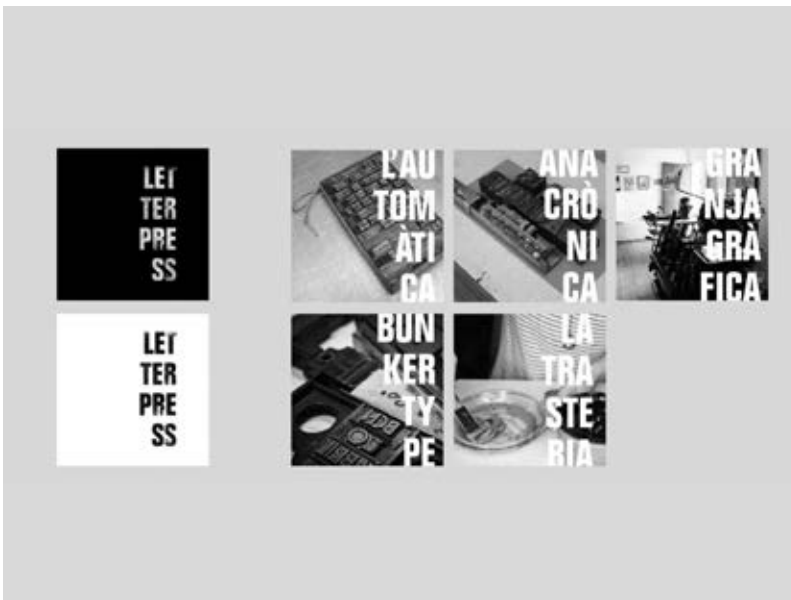 LET
TER
PRE
SS
L'AU
TOM
ÀTI
CA
ANA
CRÒ
NI
CA
GRA
NJA
GRÀ
FICA
LET
TER
PRE
SS
BUN
KER
TY
PE
LA
TRA
STE
RIA